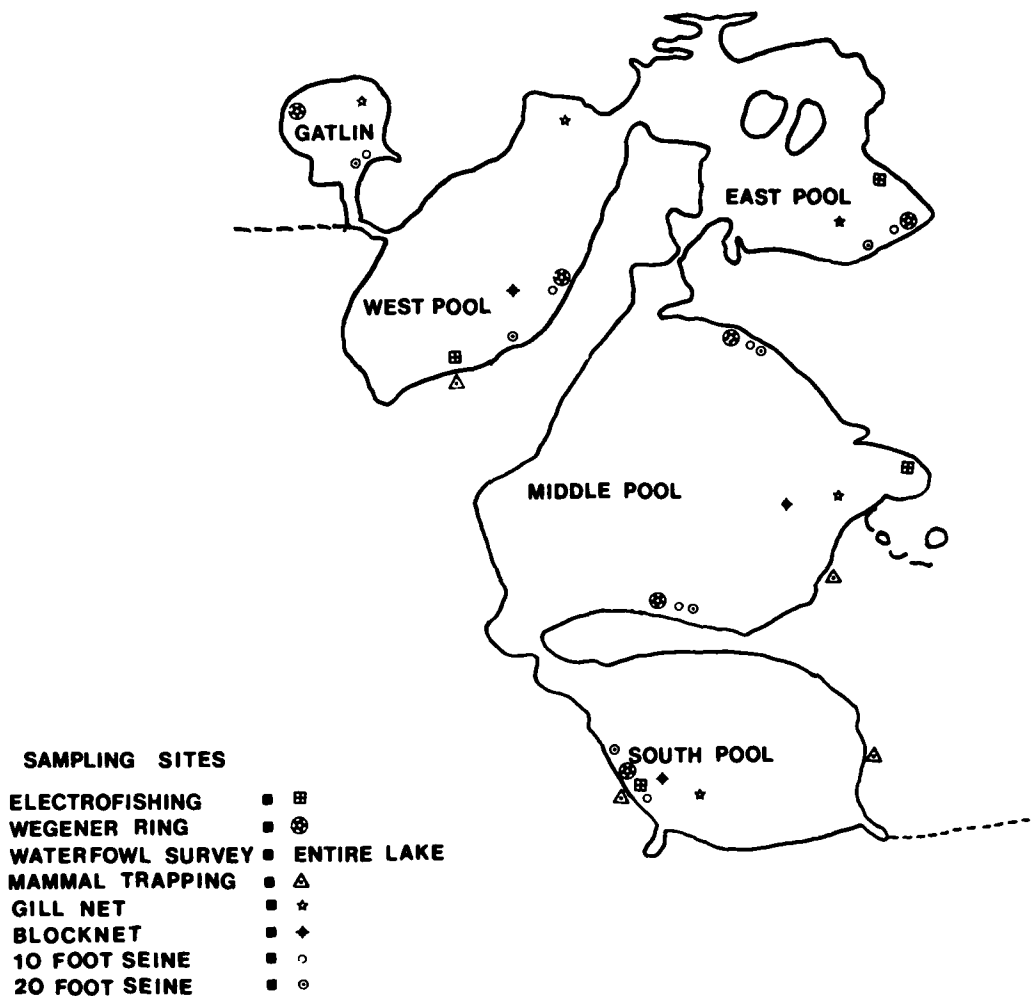 GATLIN
EAST POOL
WEST POOL
MIDDLE POOL
SOUTH POOL
SAMPLING SITES
ELECTROFISHING
WEGENER RING
WATERFOWL SURVEY ENTIRE LAKE
MAMMAL TRAPPING
GILL NET
BLOCKNET
10 FOOT SEINE
20 FOOT SEINE